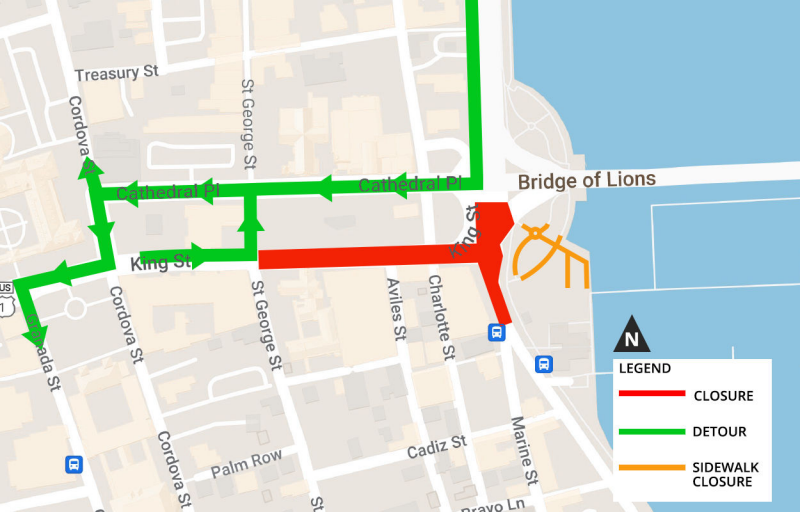 Treasury St
Cordova St
St George St
Cathedral Pl
Cathedral Pl
Bridge of Lions
King St
King St
US
1
Granada St
Cordova St
St George St
Aviles St
Charlotte St
N
LEGEND
CLOSURE
DETOUR
SIDEWALK
CLOSURE
Marine St
Cordova St
Palm Row
Cadiz St
St
Bravo Ln
C